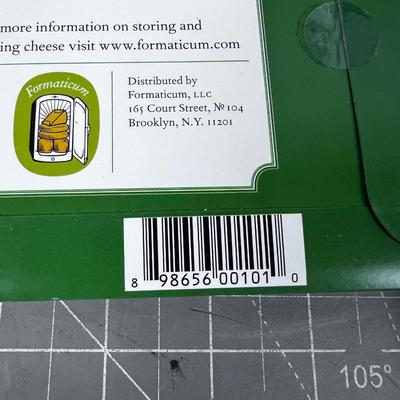 more information on storing and
ing cheese visit www.formaticum.com
Formaticum
Distributed by
Formaticum, LLC
165 Court Street, № 104
Brooklyn, N.Y. 11201
8 98656 00101 0
105°